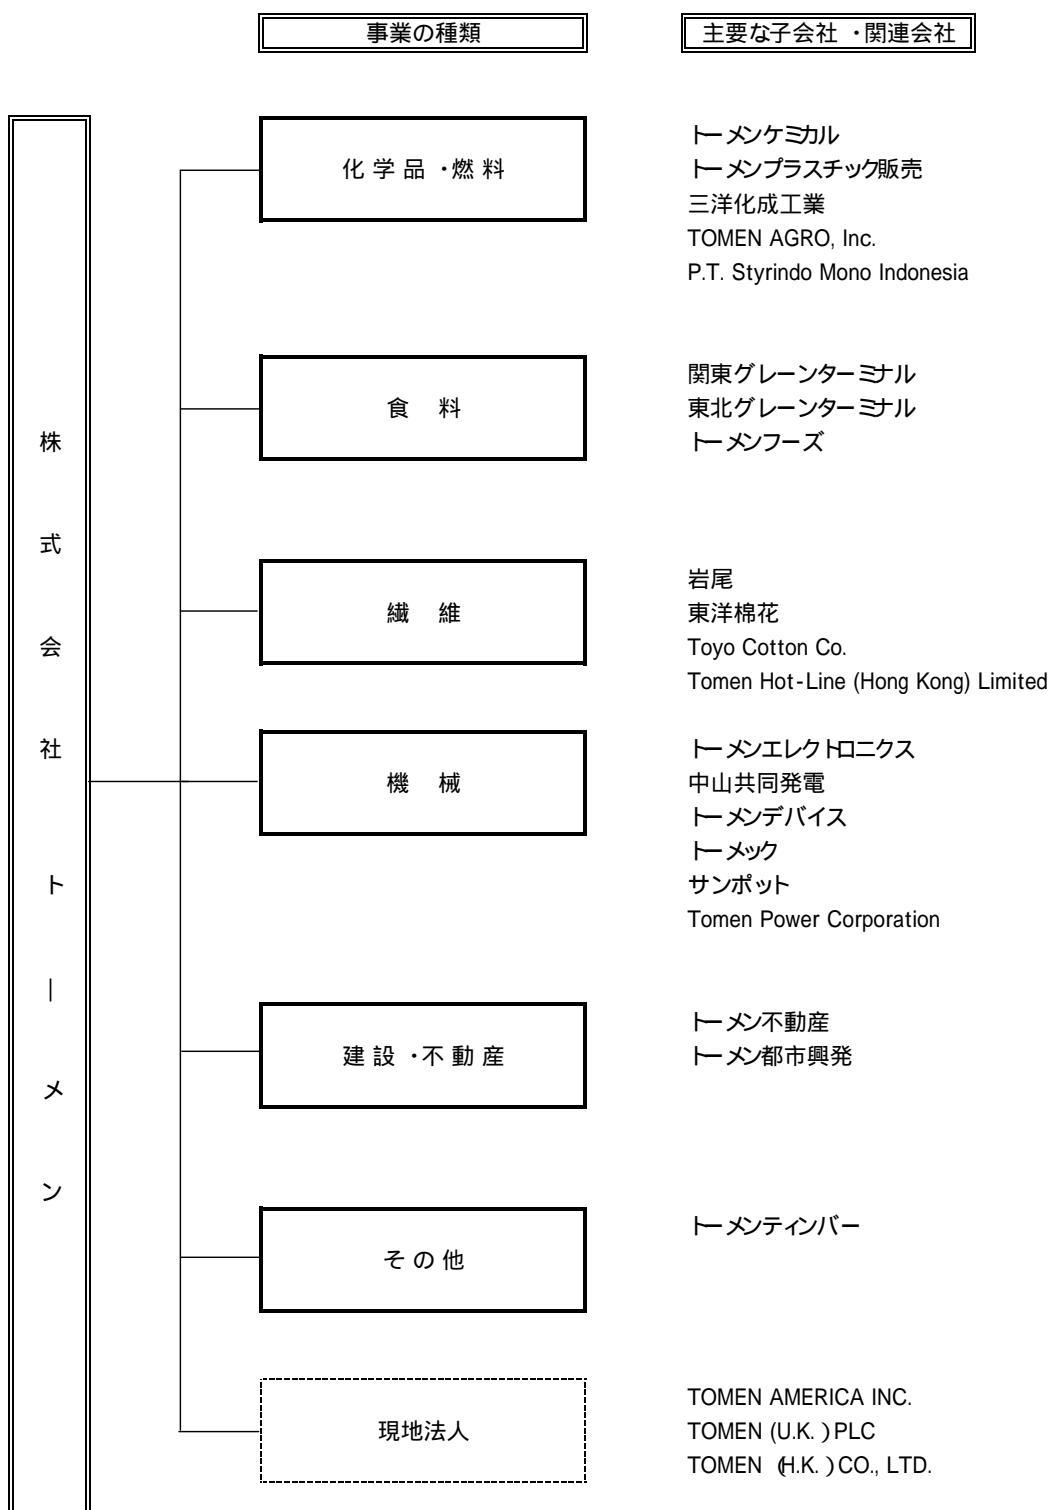 事業の種類
主要な子会社・関連会社
株式会社トーメン
化学品・燃料
トーメンケミカル
トーメンプラスチック販売
三洋化成工業
TOMEN AGRO, Inc.
P.T. Styrindo Mono Indonesia
食 料
関東グレーンターミナル
東北グレーンターミナル
トーメンフーズ
繊 維
岩尾
東洋棉花
Toyo Cotton Co.
Tomen Hot-Line (Hong Kong) Limited
機 械
トーメンエレクトロニクス
中山共同発電
トーメンデバイス
トーメック
サンポット
Tomen Power Corporation
建設・不動産
トーメン不動産
トーメン都市興発
その他
トーメンティンバー
現地法人
TOMEN AMERICA INC.
TOMEN (U.K.) PLC
TOMEN (H.K.) CO., LTD.